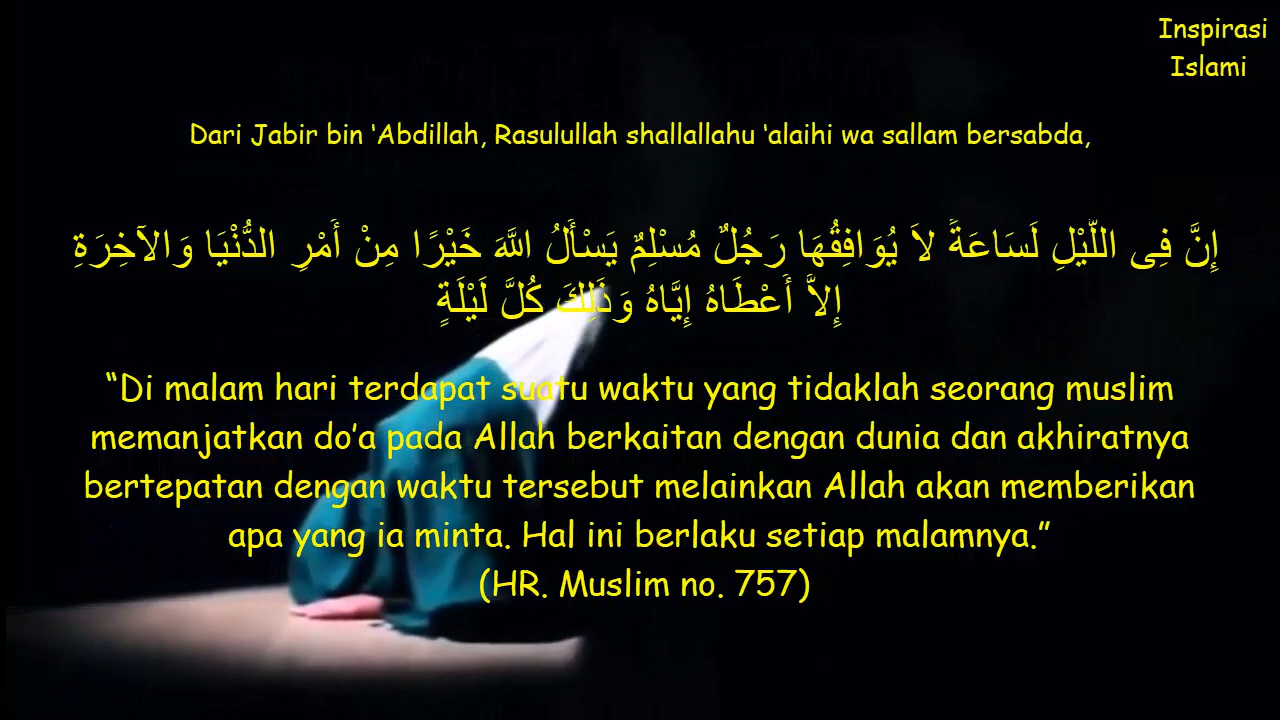 Inspirasi
Islami
Dari Jabir bin ‘Abdillah, Rasulullah shallallahu ‘alaihi wa sallam bersabda,
إِنَّ فِى اللَّيْلِ لَسَاعَةً لاَ يُوَافِقُهَا رَجُلٌ مُسْلِمٌ يَسْأَلُ اللَّهَ خَيْرًا مِنْ أَمْرِ الدُّنْيَا وَالآخِرَةِ
إِلاَّ أَعْطَاهُ إِيَّاهُ وَذَلِكَ كُلَّ لَيْلَةٍ
“Di malam hari terdapat suatu waktu yang tidaklah seorang muslim
memanjatkan do’a pada Allah berkaitan dengan dunia dan akhiratnya
bertepatan dengan waktu tersebut melainkan Allah akan memberikan
apa yang ia minta. Hal ini berlaku setiap malamnya.”
(HR. Muslim no. 757)